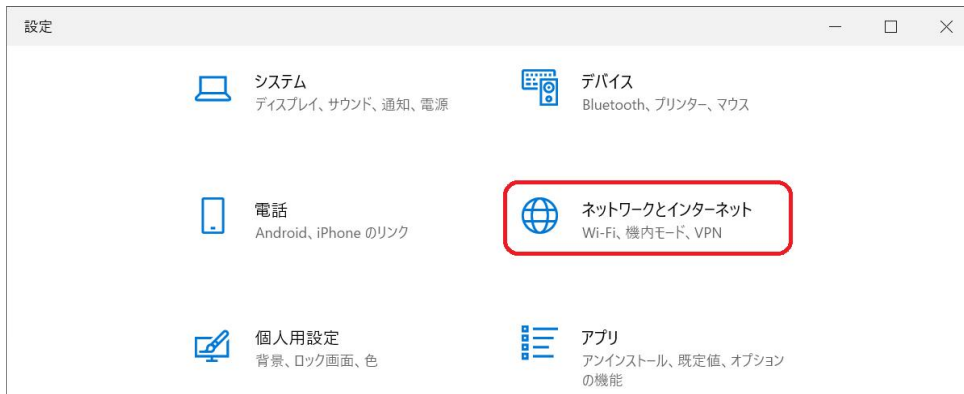 設定
システム
ディスプレイ、サウンド、通知、電源
デバイス
Bluetooth、プリンター、マウス
電話
Android、iPhone のリンク
ネットワークとインターネット
Wi-Fi、機内モード、VPN
個人用設定
背景、ロック画面、色
アプリ
アンインストール、既定値、オプション
の機能